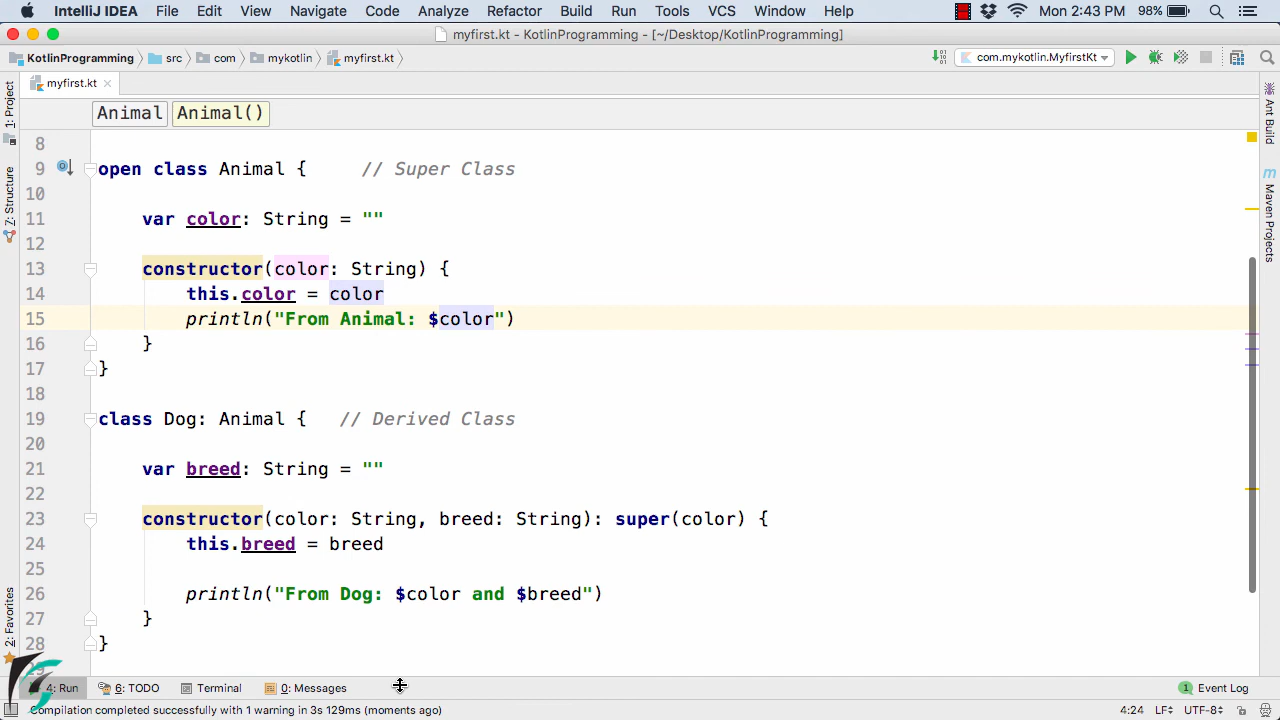 IntelliJ IDEA File Edit View Navigate Code Analyze Refactor Build Run Tools VCS Window Help Mon 2:43 PM 98%
myfirst.kt - KotlinProgramming - [~/Desktop/KotlinProgramming]
KotlinProgramming src com mykotlin myfirst.kt com.mykotlin.MyfirstKt
myfirst.kt
Animal Animal()
8
9 open class Animal { // Super Class
10
11 var color: String = ""
12
13 constructor(color: String) {
14 this.color = color
15 println("From Animal: $color")
16 }
17 }
18
19 class Dog: Animal { // Derived Class
20
21 var breed: String = ""
22
23 constructor(color: String, breed: String): super(color) {
24 this.breed = breed
25
26 println("From Dog: $color and $breed")
27 }
28 }
29
1: Project
7: Structure
2: Favorites
Ant Build
m Maven Projects
4: Run 6: TODO Terminal 0: Messages 1 Event Log
Compilation completed successfully with 1 warning in 3s 129ms (moments ago) 4:24 LF UTF-8